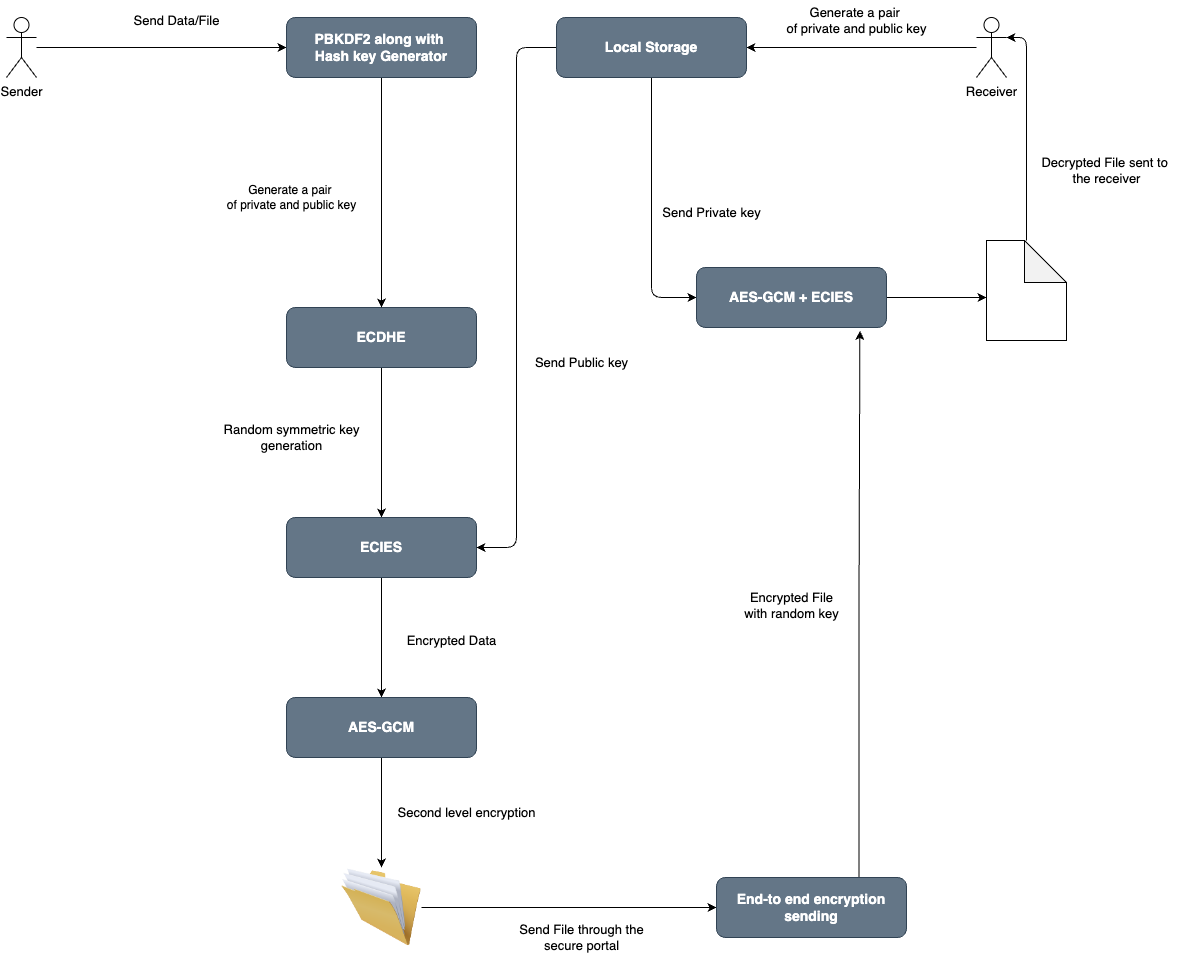 Send Data/File
Sender
PBKDF2 along with
Hash key Generator
Local Storage
Generate a pair
of private and public key
Receiver
Decrypted File sent to
the receiver
Generate a pair
of private and public key
Send Private key
AES-GCM + ECIES
ECDHE
Send Public key
Random symmetric key
generation
ECIES
Encrypted File
with random key
Encrypted Data
AES-GCM
Second level encryption
End-to end encryption
sending
Send File through the
secure portal